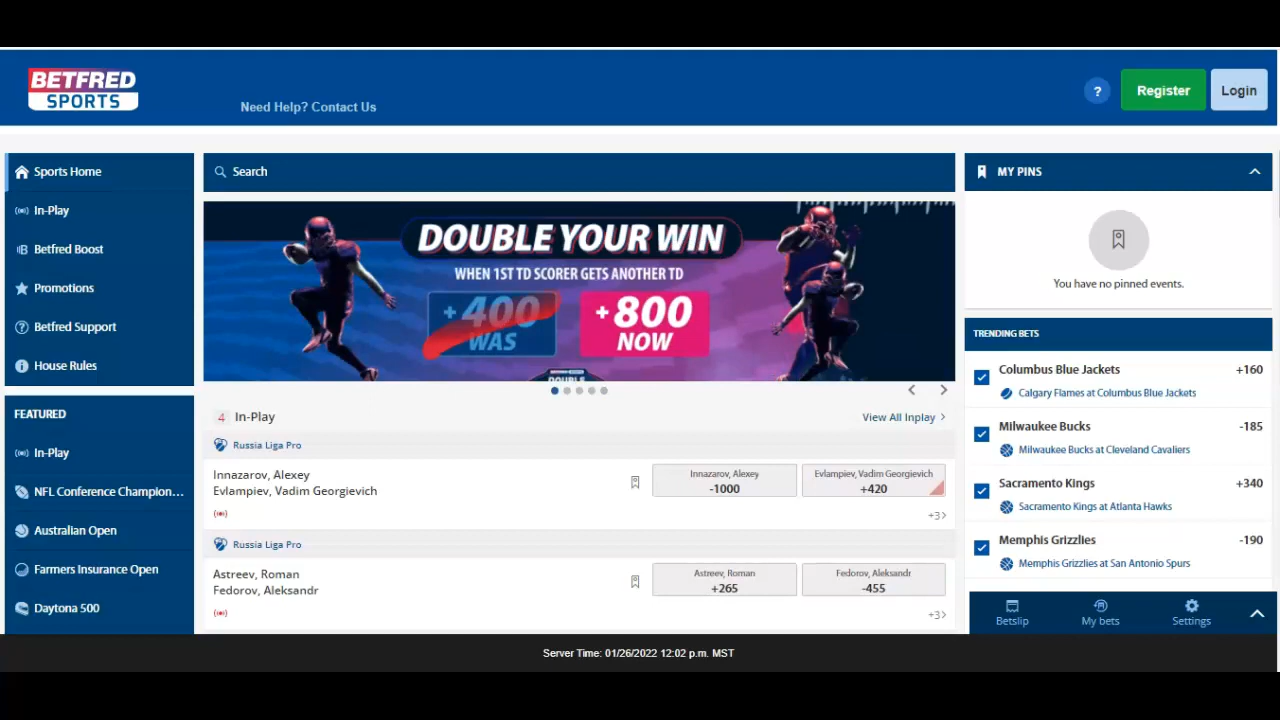 BETFRED
SPORTS
Need Help? Contact Us
?
Register
Login
Sports Home
In-Play
Betfred Boost
Promotions
Betfred Support
House Rules
FEATURED
In-Play
NFL Conference Champion...
Australian Open
Farmers Insurance Open
Daytona 500
Search
DOUBLE YOUR WIN
WHEN 1ST TD SCORER GETS ANOTHER TD
+400
WAS
+800
NOW
DOUBLE
4 In-Play
View All Inplay
Russia Liga Pro
Innazarov, Alexey
Evlampiev, Vadim Georgievich
Innazarov, Alexey
-1000
Evlampiev, Vadim Georgievich
+420
+3
Russia Liga Pro
Astreev, Roman
Fedorov, Aleksandr
Astreev, Roman
+265
Fedorov, Aleksandr
-455
+3
MY PINS
You have no pinned events.
TRENDING BETS
Columbus Blue Jackets +160
Calgary Flames at Columbus Blue Jackets
Milwaukee Bucks -185
Milwaukee Bucks at Cleveland Cavaliers
Sacramento Kings +340
Sacramento Kings at Atlanta Hawks
Memphis Grizzlies -190
Memphis Grizzlies at San Antonio Spurs
Betslip
My bets
Settings
Server Time: 01/26/2022 12:02 p.m. MST